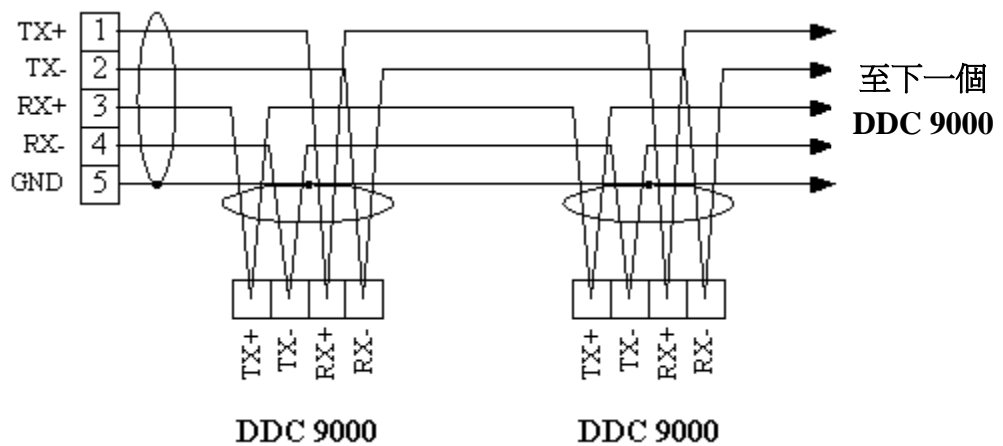 TX+ 1
TX- 2
RX+ 3
RX- 4
GND 5
至下一個
DDC 9000
TX+ TX- RX+ RX- TX+ TX- RX+ RX-
DDC 9000 DDC 9000